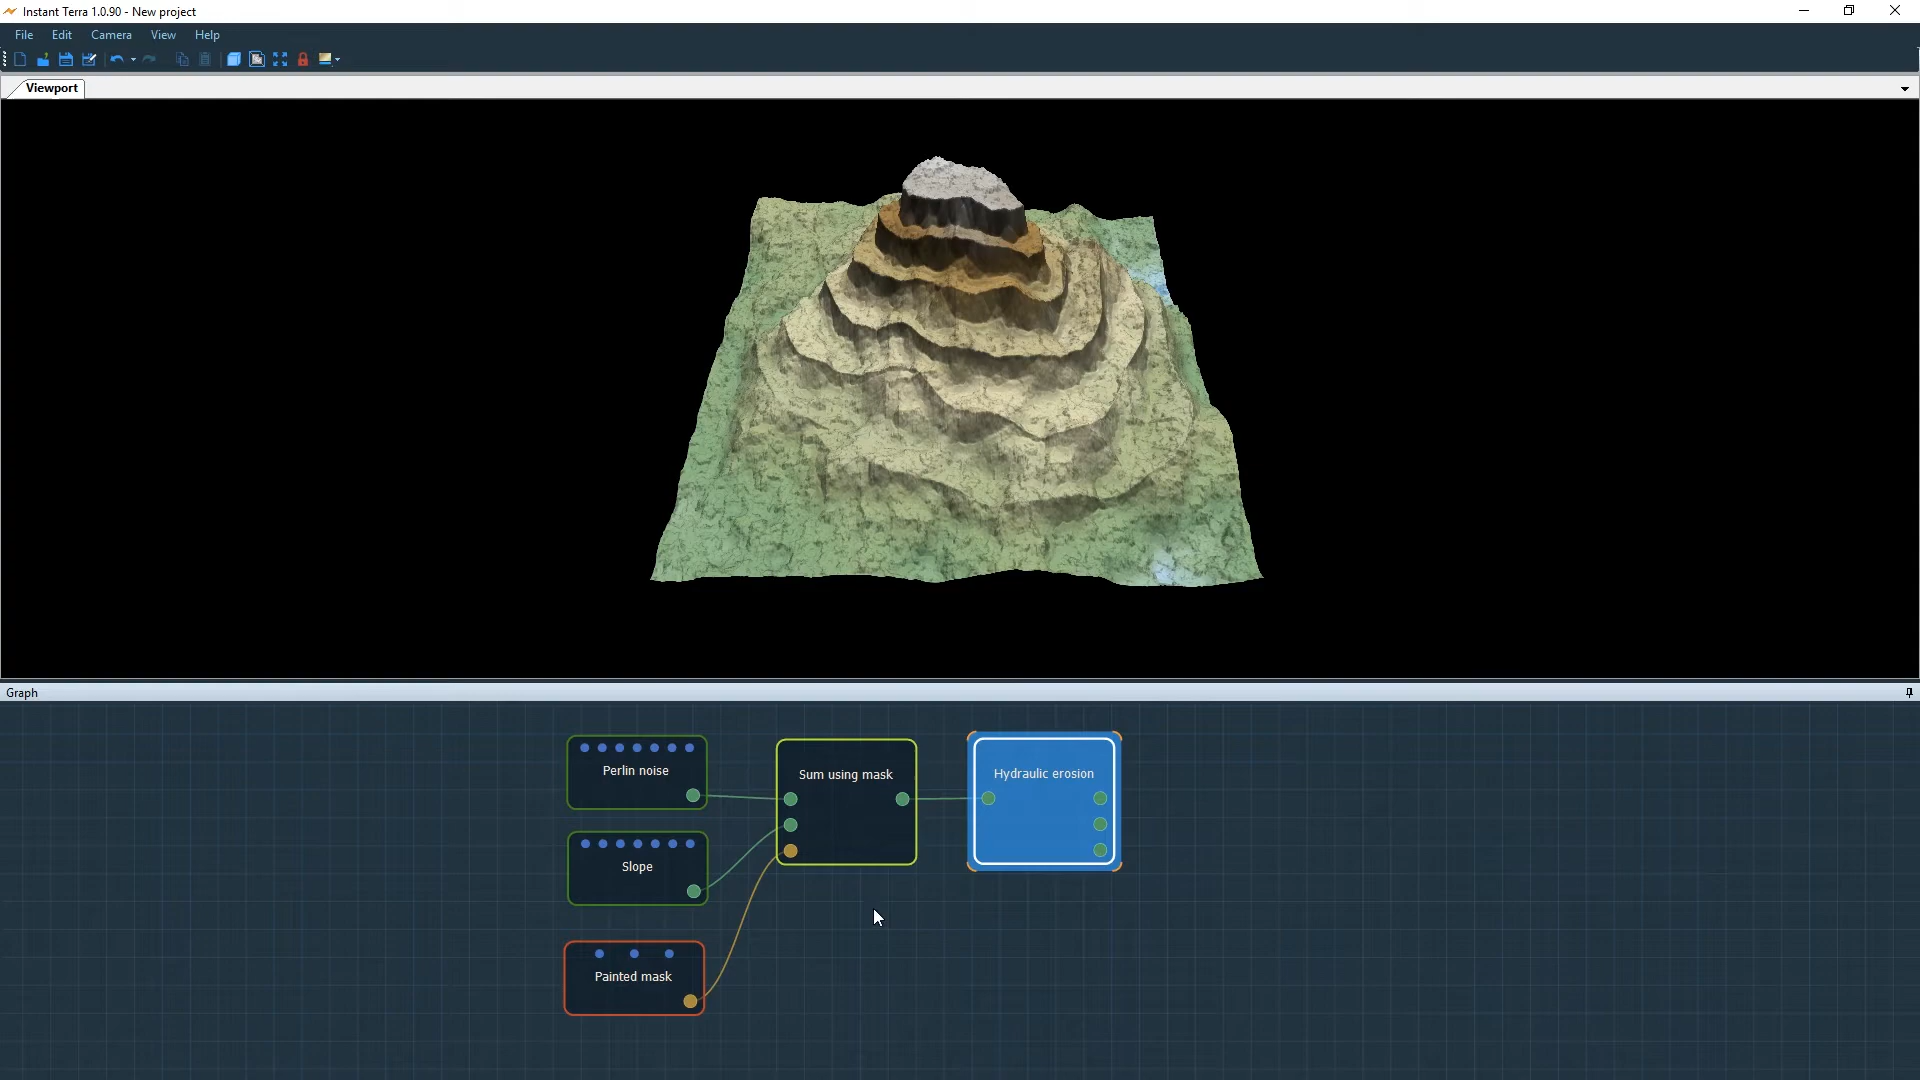 Instant Terra 1.0.90 - New project
File Edit Camera View Help
Viewport
Graph
Perlin noise
Sum using mask
Hydraulic erosion
Slope
Painted mask